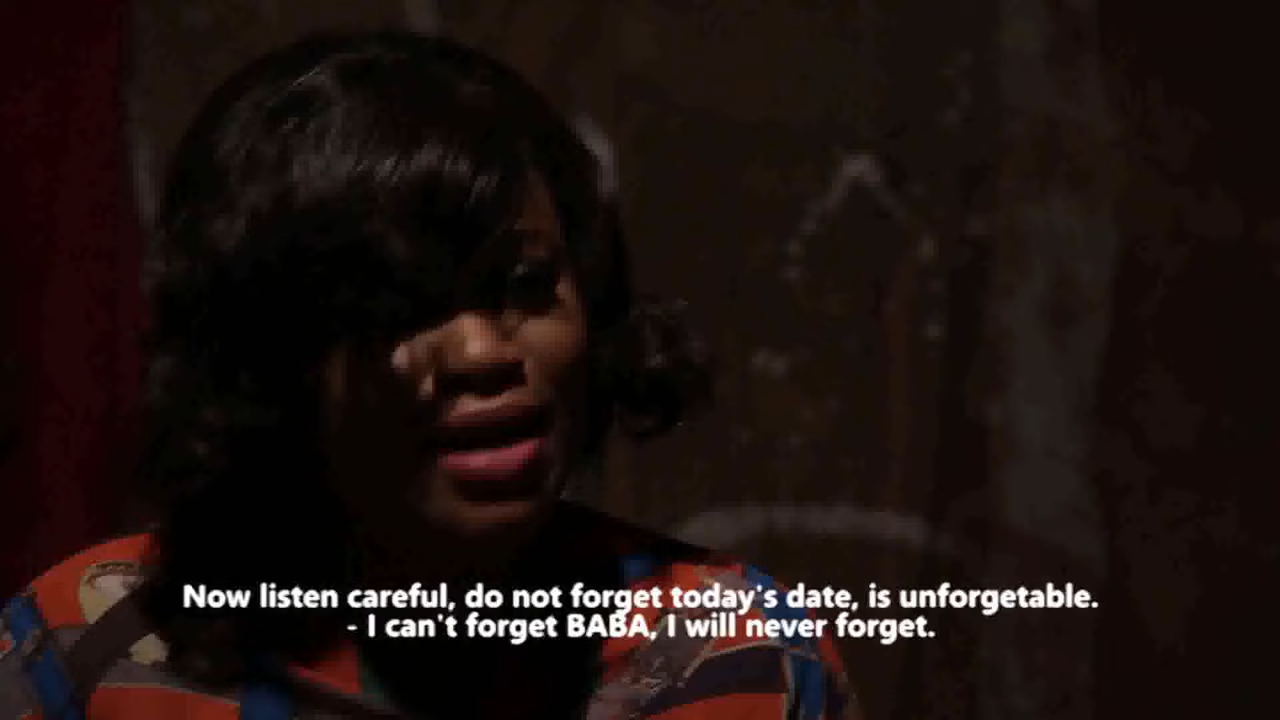 Now listen careful, do not forget today's date, is unforgetable.
- I can't forget BABA, I will never forget.